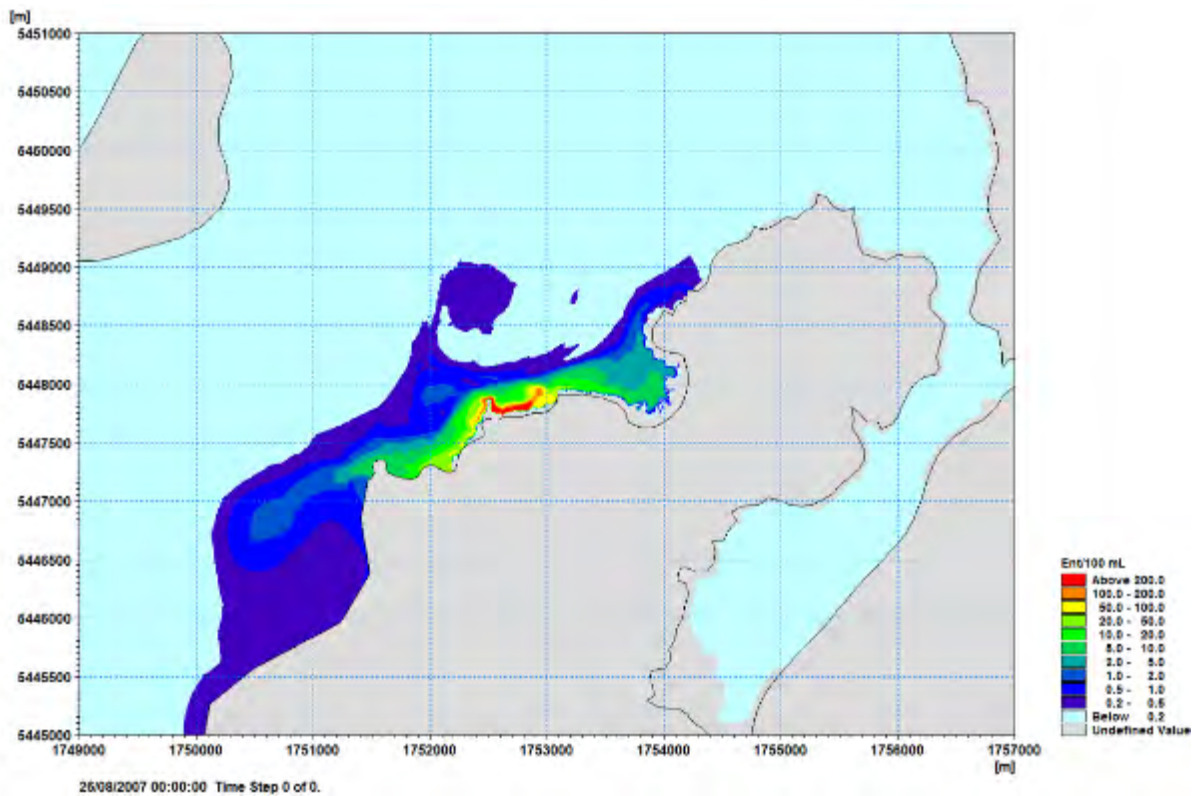 [m]
5451000
5450500
5460000
5449500
5449000
5448500
5448000
5447500
5447000
5446500
5446000
5445500
5445000
1749000 1750000 1751000 1752000 1753000 1754000 1755000 1756000 1757000
[m]
Ent/100 mL
Above 200.0
100.0 - 200.0
50.0 - 100.0
20.0 - 50.0
10.0 - 20.0
5.0 - 10.0
2.0 - 5.0
1.0 - 2.0
0.5 - 1.0
0.2 - 0.5
Below 0.2
Undefined Value
25/08/2007 00:00:00 Time Step 0 of 0.